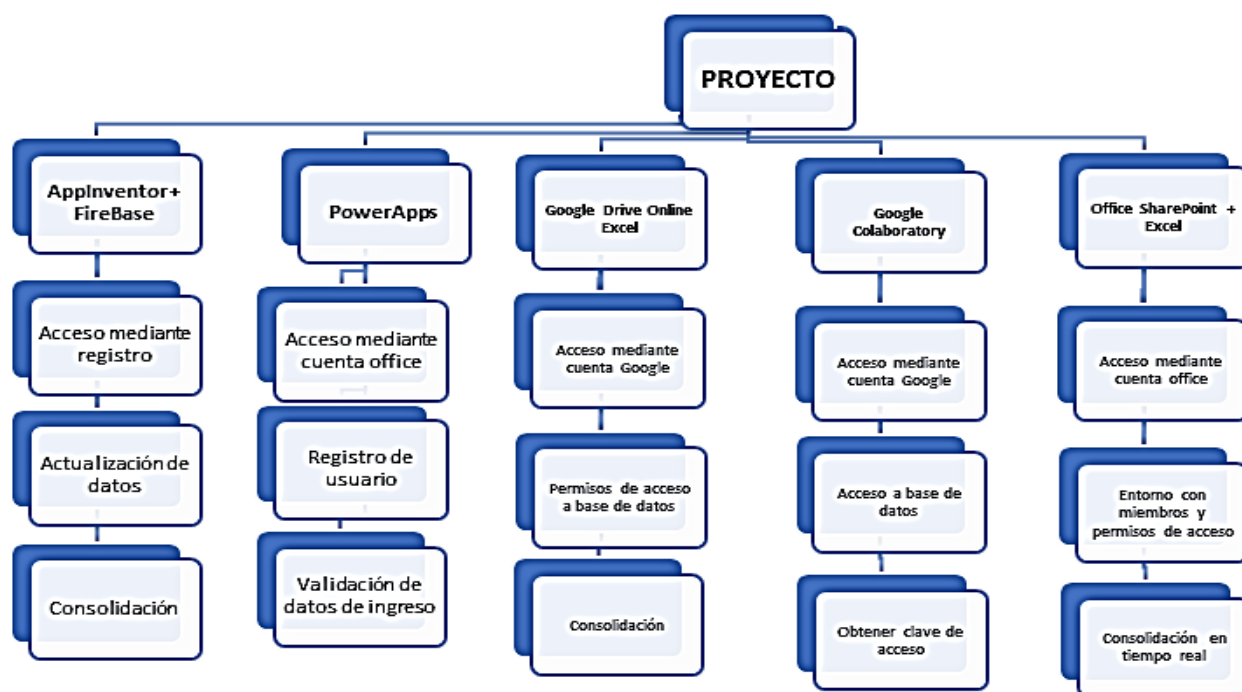 PROYECTO
AppInventor+
FireBase
Acceso mediante
registro
Actualización de
datos
Consolidación
PowerApps
Acceso mediante
cuenta office
Registro de
usuario
Validación de
datos de ingreso
Google Drive Online
Excel
Acceso mediante
cuenta Google
Permisos de acceso
a base de datos
Consolidación
Google
Colaboratory
Acceso mediante
cuenta Google
Acceso a base de
datos
Obtener clave de
acceso
Office SharePoint +
Excel
Acceso mediante
cuenta office
Entorno con
miembros y
permisos de acceso
Consolidación en
tiempo real